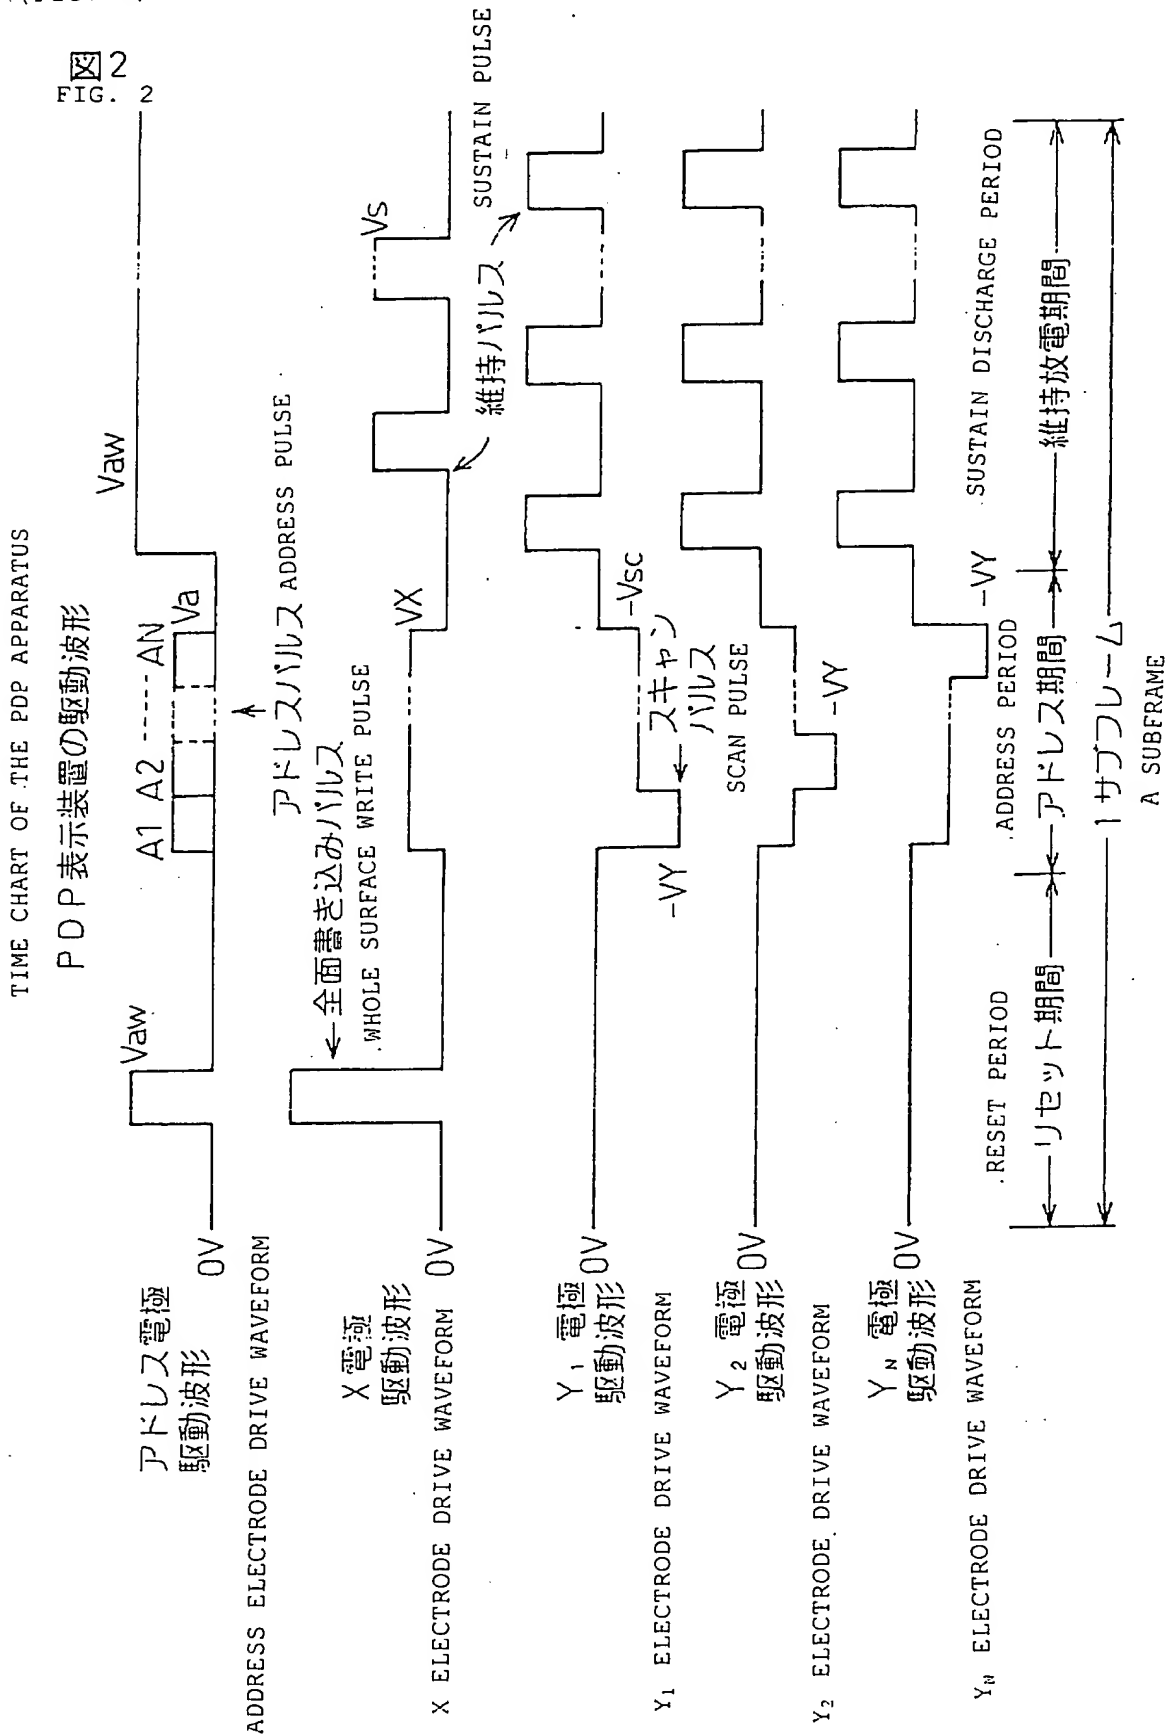 図2
FIG. 2
TIME CHART OF THE PDP APPARATUS
PDP表示装置の駆動波形
アドレス電極
駆動波形
ADDRESS ELECTRODE DRIVE WAVEFORM
0V
Vaw
A1 A2 ------ AN
Va
Vaw
アドレスパルス ADDRESS PULSE
X電極
駆動波形
X ELECTRODE DRIVE WAVEFORM
0V
全面書き込みパルス
WHOLE SURFACE WRITE PULSE
VX
Vs
維持パルス
SUSTAIN PULSE
Y1 電極
駆動波形
Y1 ELECTRODE DRIVE WAVEFORM
0V
-VY
-Vsc
スキャン
パルス
SCAN PULSE
Y2 電極
駆動波形
Y2 ELECTRODE DRIVE WAVEFORM
0V
-VY
YN 電極
駆動波形
YN ELECTRODE DRIVE WAVEFORM
0V
-VY
RESET PERIOD
ADDRESS PERIOD
SUSTAIN DISCHARGE PERIOD
リセット期間
アドレス期間
維持放電期間
1サブフレーム
A SUBFRAME